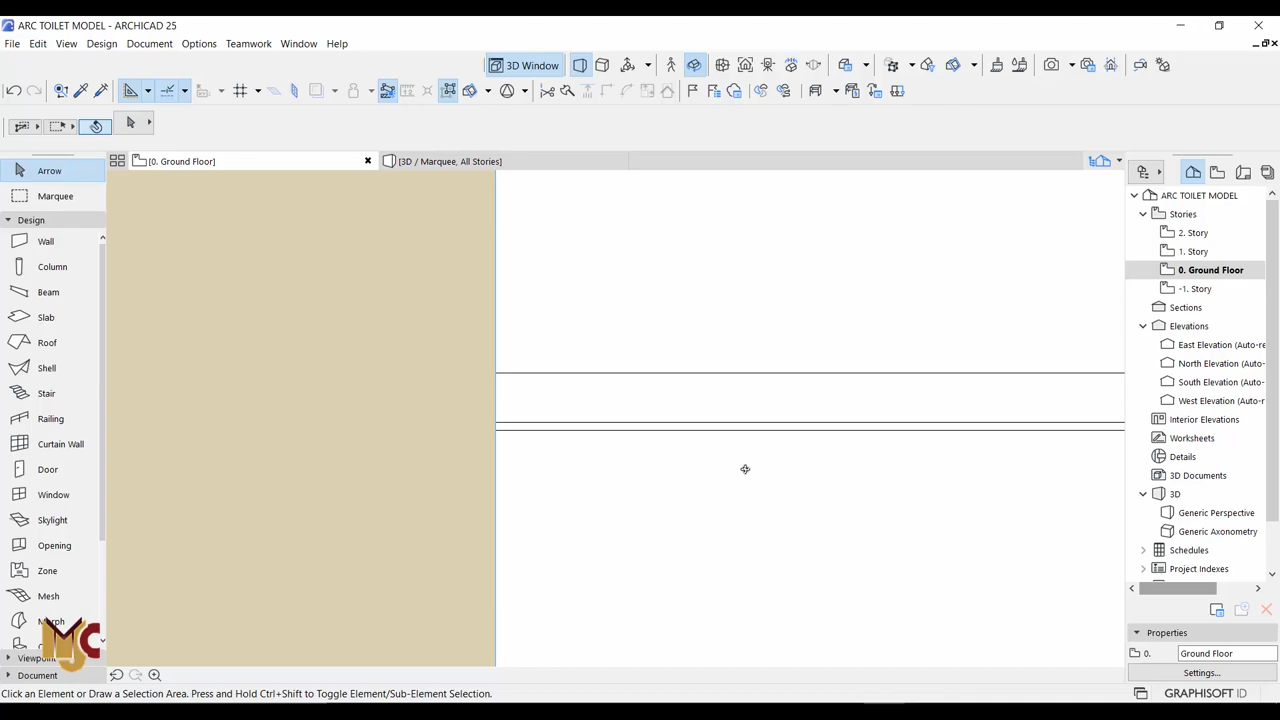 ARC TOILET MODEL - ARCHICAD 25
File Edit View Design Document Options Teamwork Window Help
3D Window
[0. Ground Floor]
[3D / Marquee, All Stories]
Arrow
Marquee
Design
Wall
Column
Beam
Slab
Roof
Shell
Stair
Railing
Curtain Wall
Door
Window
Skylight
Opening
Zone
Mesh
Morph
Viewpoint
Document
MJC
ARC TOILET MODEL
Stories
2. Story
1. Story
0. Ground Floor
-1. Story
Sections
Elevations
East Elevation (Auto-re
North Elevation (Auto-
South Elevation (Auto-
West Elevation (Auto-r
Interior Elevations
Worksheets
Details
3D Documents
3D
Generic Perspective
Generic Axonometry
Schedules
Project Indexes
Properties
0. Ground Floor
Settings...
Click an Element or Draw a Selection Area. Press and Hold Ctrl+Shift to Toggle Element/Sub-Element Selection.
GRAPHISOFT ID